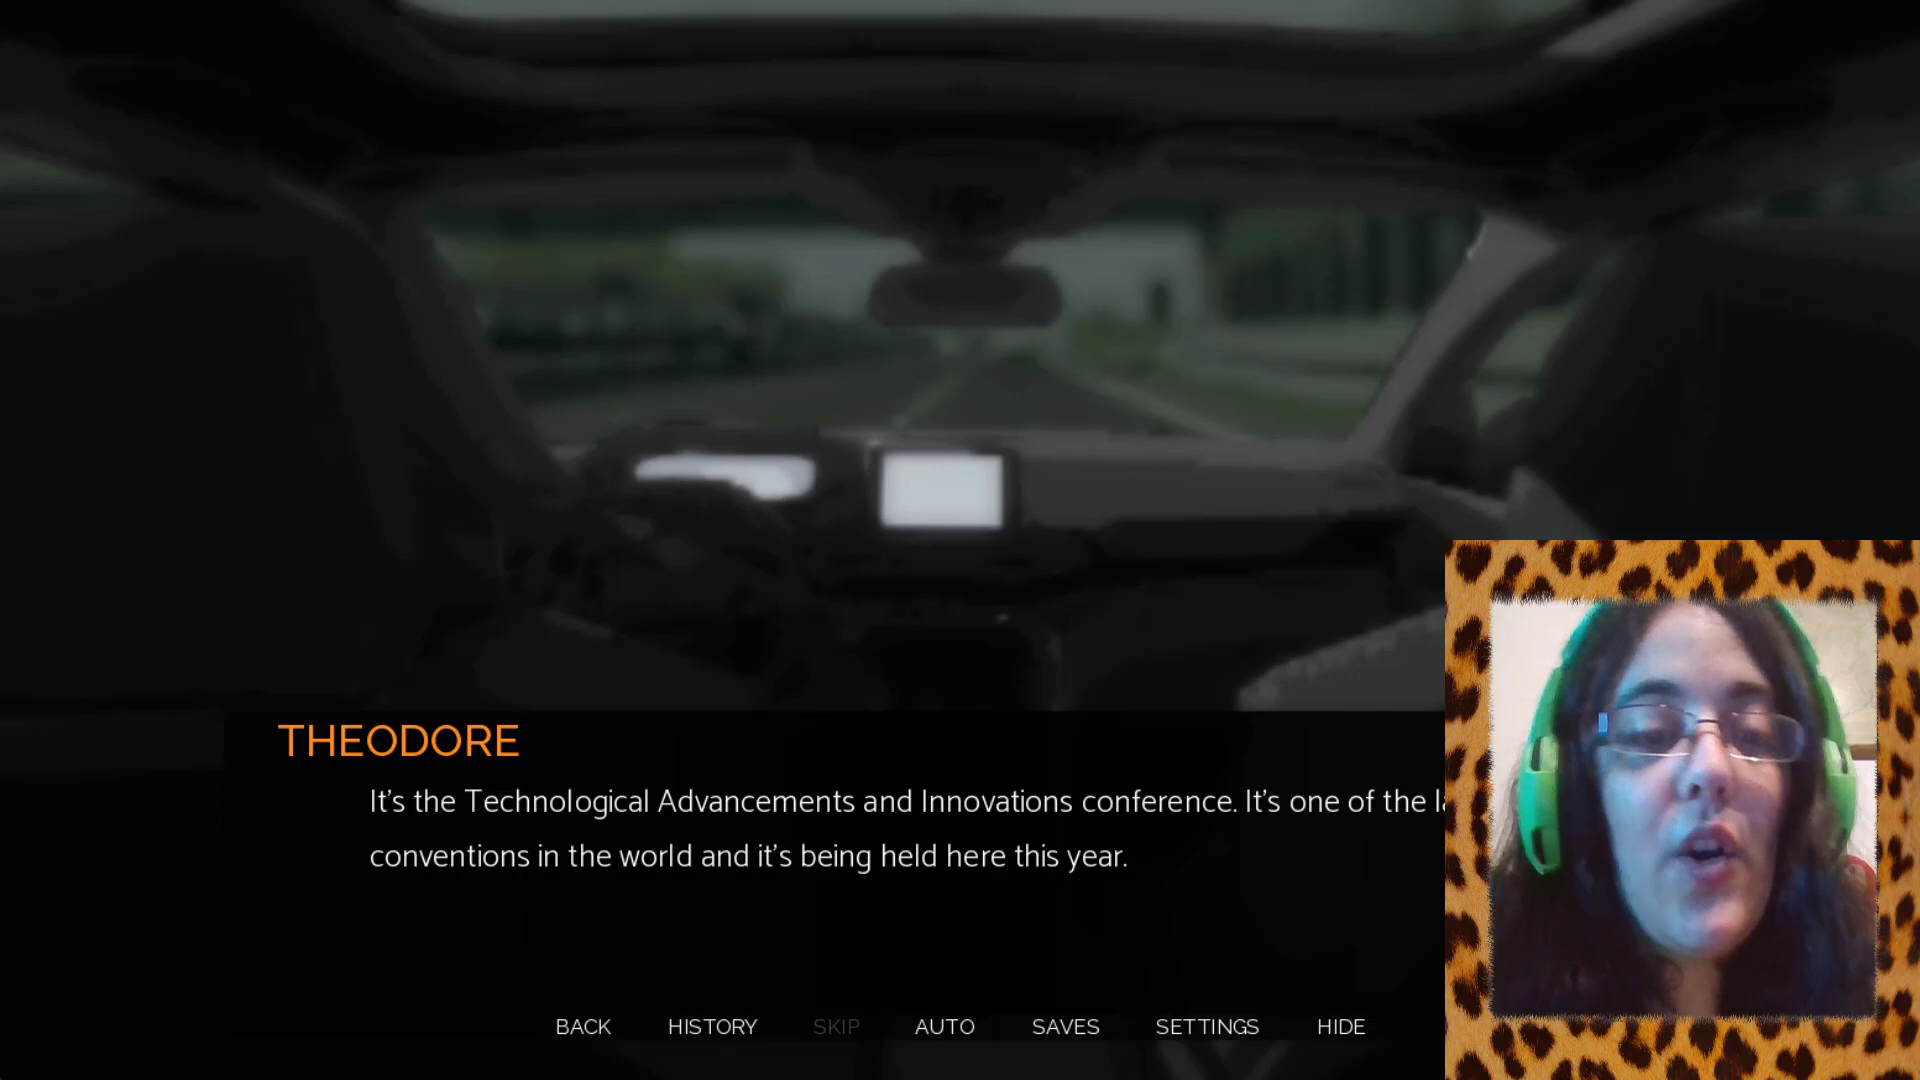 THEODORE
It's the Technological Advancements and Innovations conference. It's one of the
conventions in the world and it's being held here this year.
BACK HISTORY SKIP AUTO SAVES SETTINGS HIDE